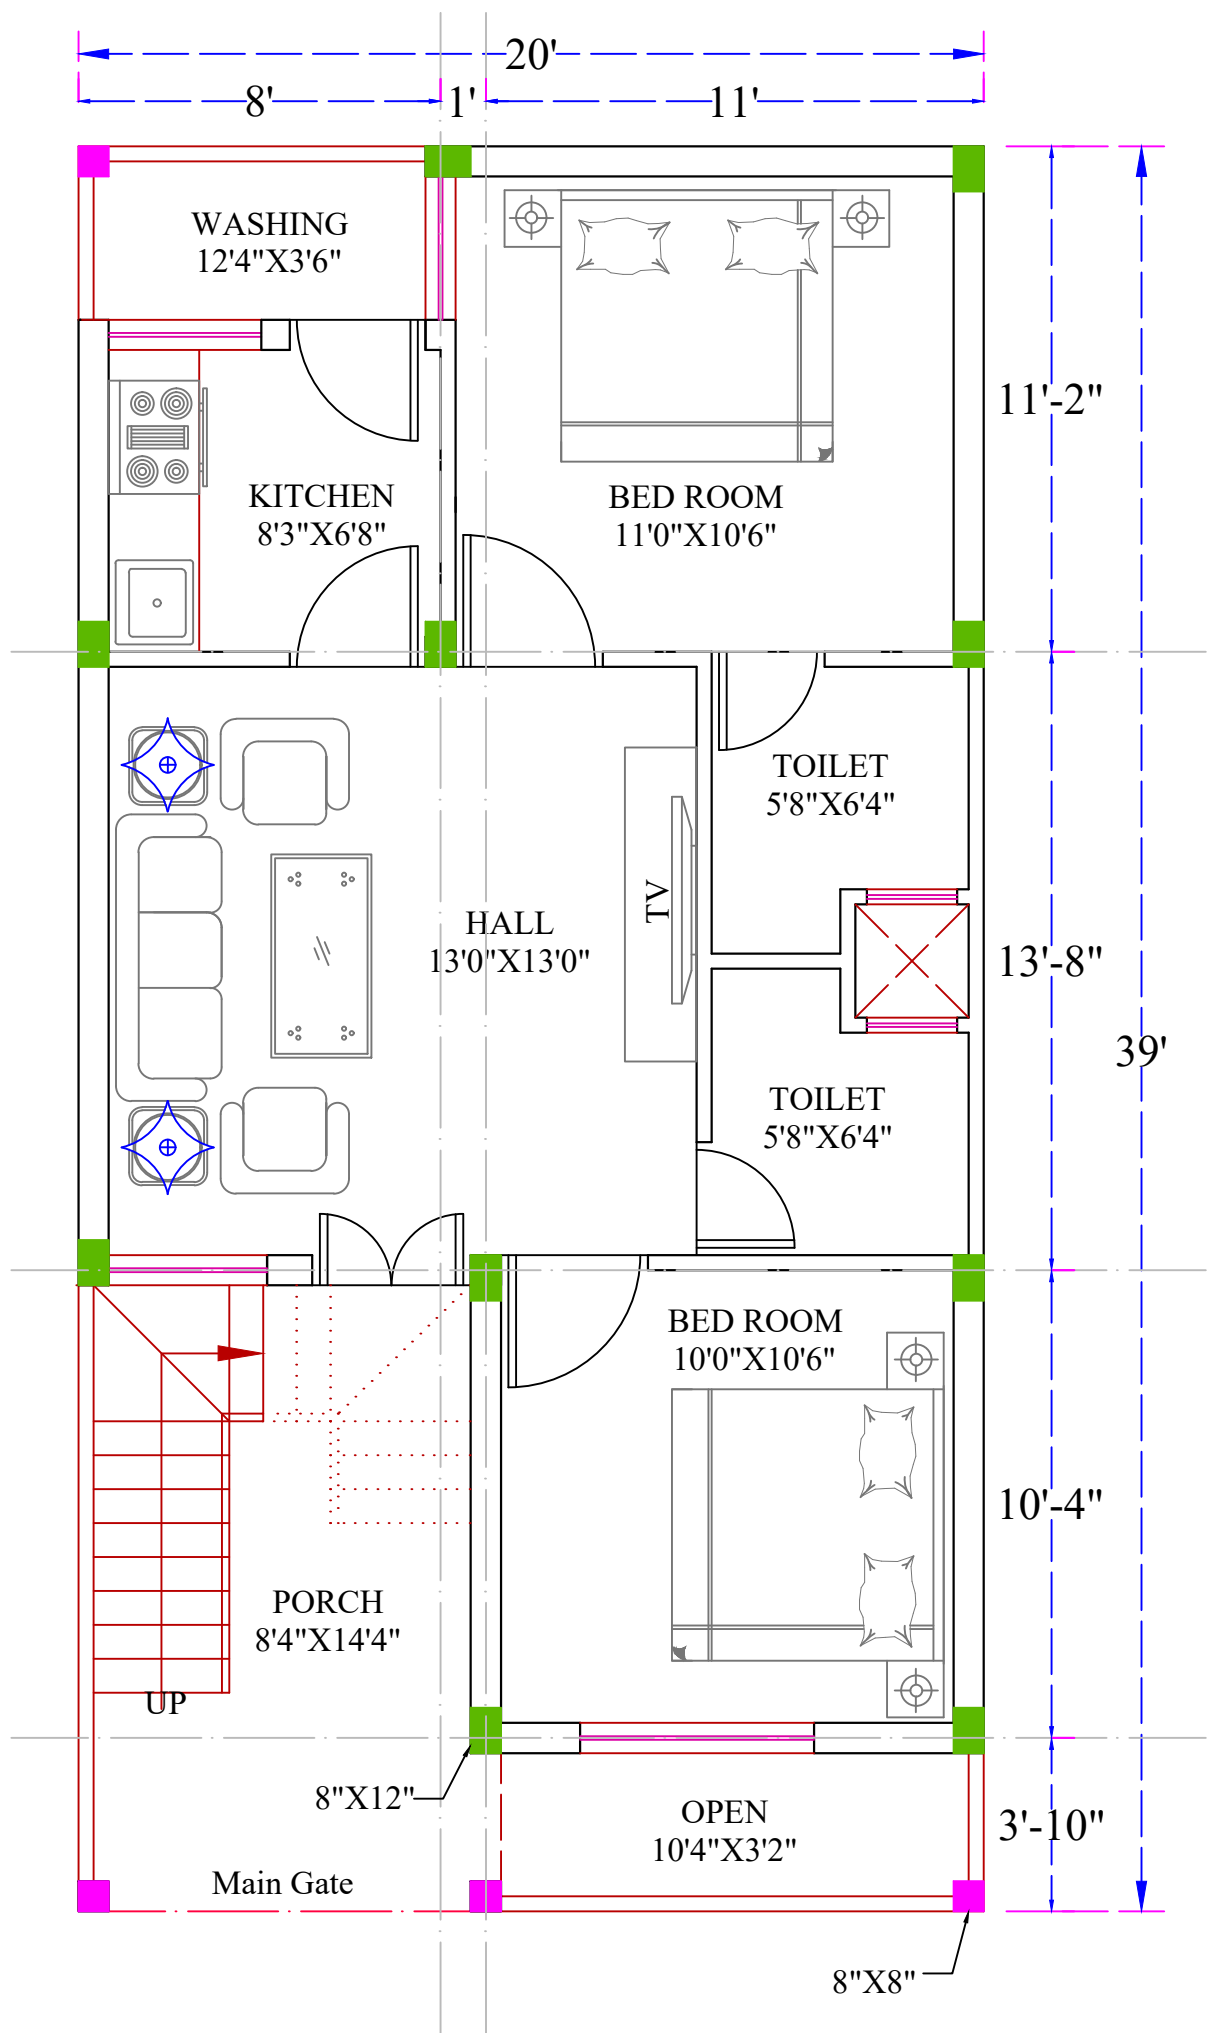 20'
8'
1'
11'
WASHING
12'4"X3'6"
11'-2"
KITCHEN
8'3"X6'8"
BED ROOM
11'0"X10'6"
TOILET
5'8"X6'4"
TV
HALL
13'0"X13'0"
13'-8"
39'
TOILET
5'8"X6'4"
BED ROOM
10'0"X10'6"
10'-4"
PORCH
8'4"X14'4"
UP
8"X12"
OPEN
10'4"X3'2"
3'-10"
Main Gate
8"X8"